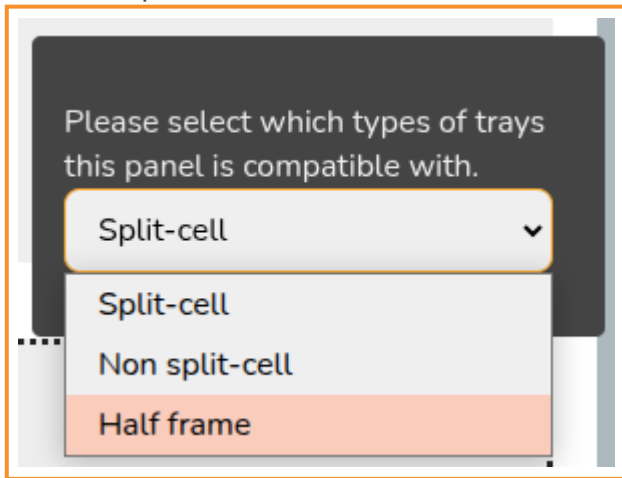 Please select which types of trays
this panel is compatible with.
Split-cell
Split-cell
Non split-cell
Half frame